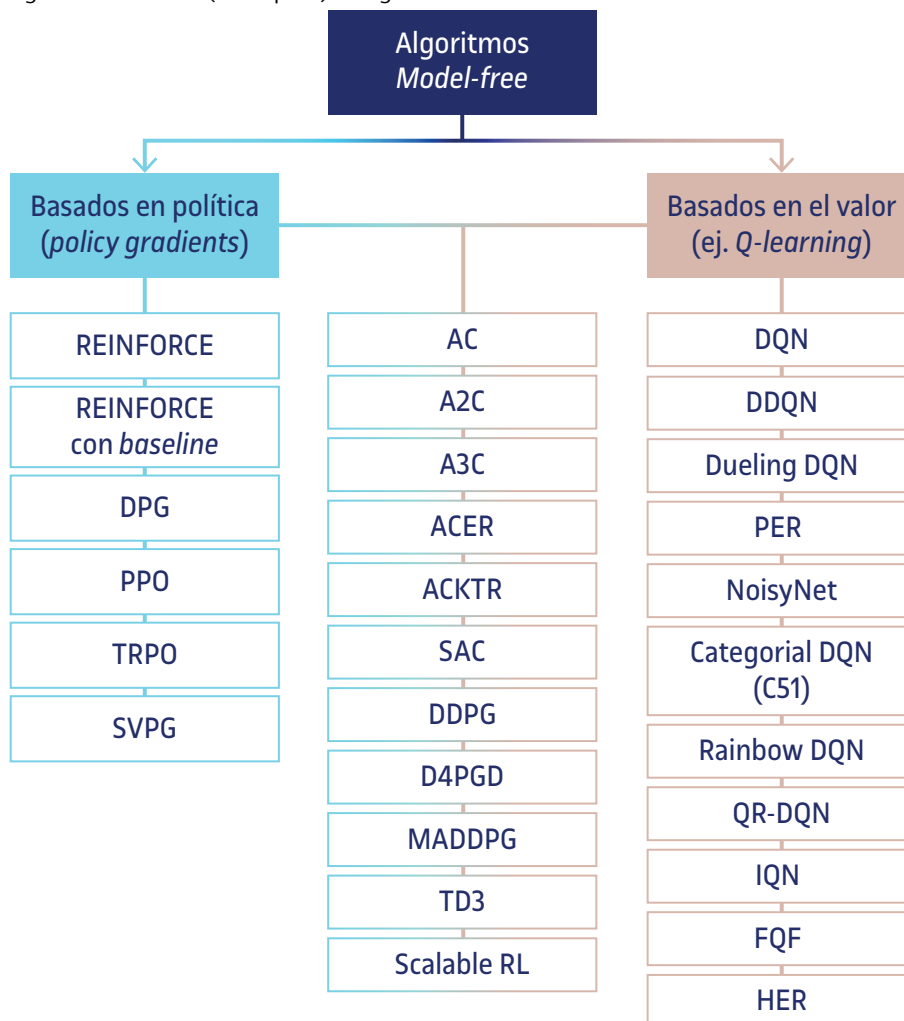 Algoritmos
Model-free
Basados en política
(policy gradients)
Basados en el valor
(ej. Q-learning)
REINFORCE
REINFORCE
con baseline
DPG
PPO
TRPO
SVPG
AC
A2C
A3C
ACER
ACKTR
SAC
DDPG
D4PGD
MADDPG
TD3
Scalable RL
DQN
DDQN
Dueling DQN
PER
NoisyNet
Categorial DQN
(C51)
Rainbow DQN
QR-DQN
IQN
FQF
HER